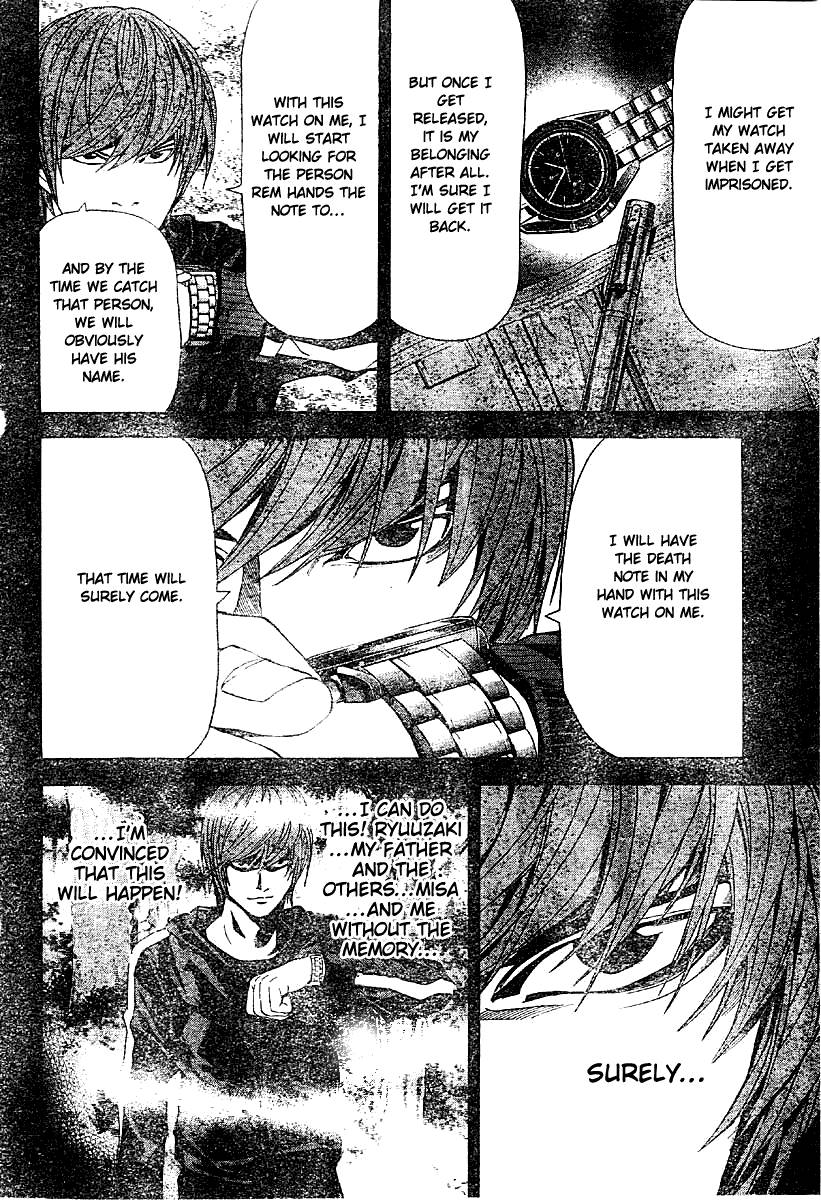 I MIGHT GET
MY WATCH
TAKEN AWAY
WHEN I GET
IMPRISONED.
BUT ONCE I
GET
RELEASED,
IT IS MY
BELONGING
AFTER ALL.
I'M SURE I
WILL GET IT
BACK.
WITH THIS
WATCH ON ME, I
WILL START
LOOKING FOR
THE PERSON
REM HANDS THE
NOTE TO...
AND BY THE
TIME WE CATCH
THAT PERSON,
WE WILL
OBVIOUSLY
HAVE HIS
NAME.
I WILL HAVE
THE DEATH
NOTE IN MY
HAND WITH THIS
WATCH ON ME.
THAT TIME WILL
SURELY COME.
SURELY...
...I CAN DO
THIS! RYUUZAKI
...MY FATHER
AND THE
OTHERS...MISA
...AND ME
WITHOUT THE
MEMORY....
...I'M
CONVINCED
THAT THIS
WILL HAPPEN!